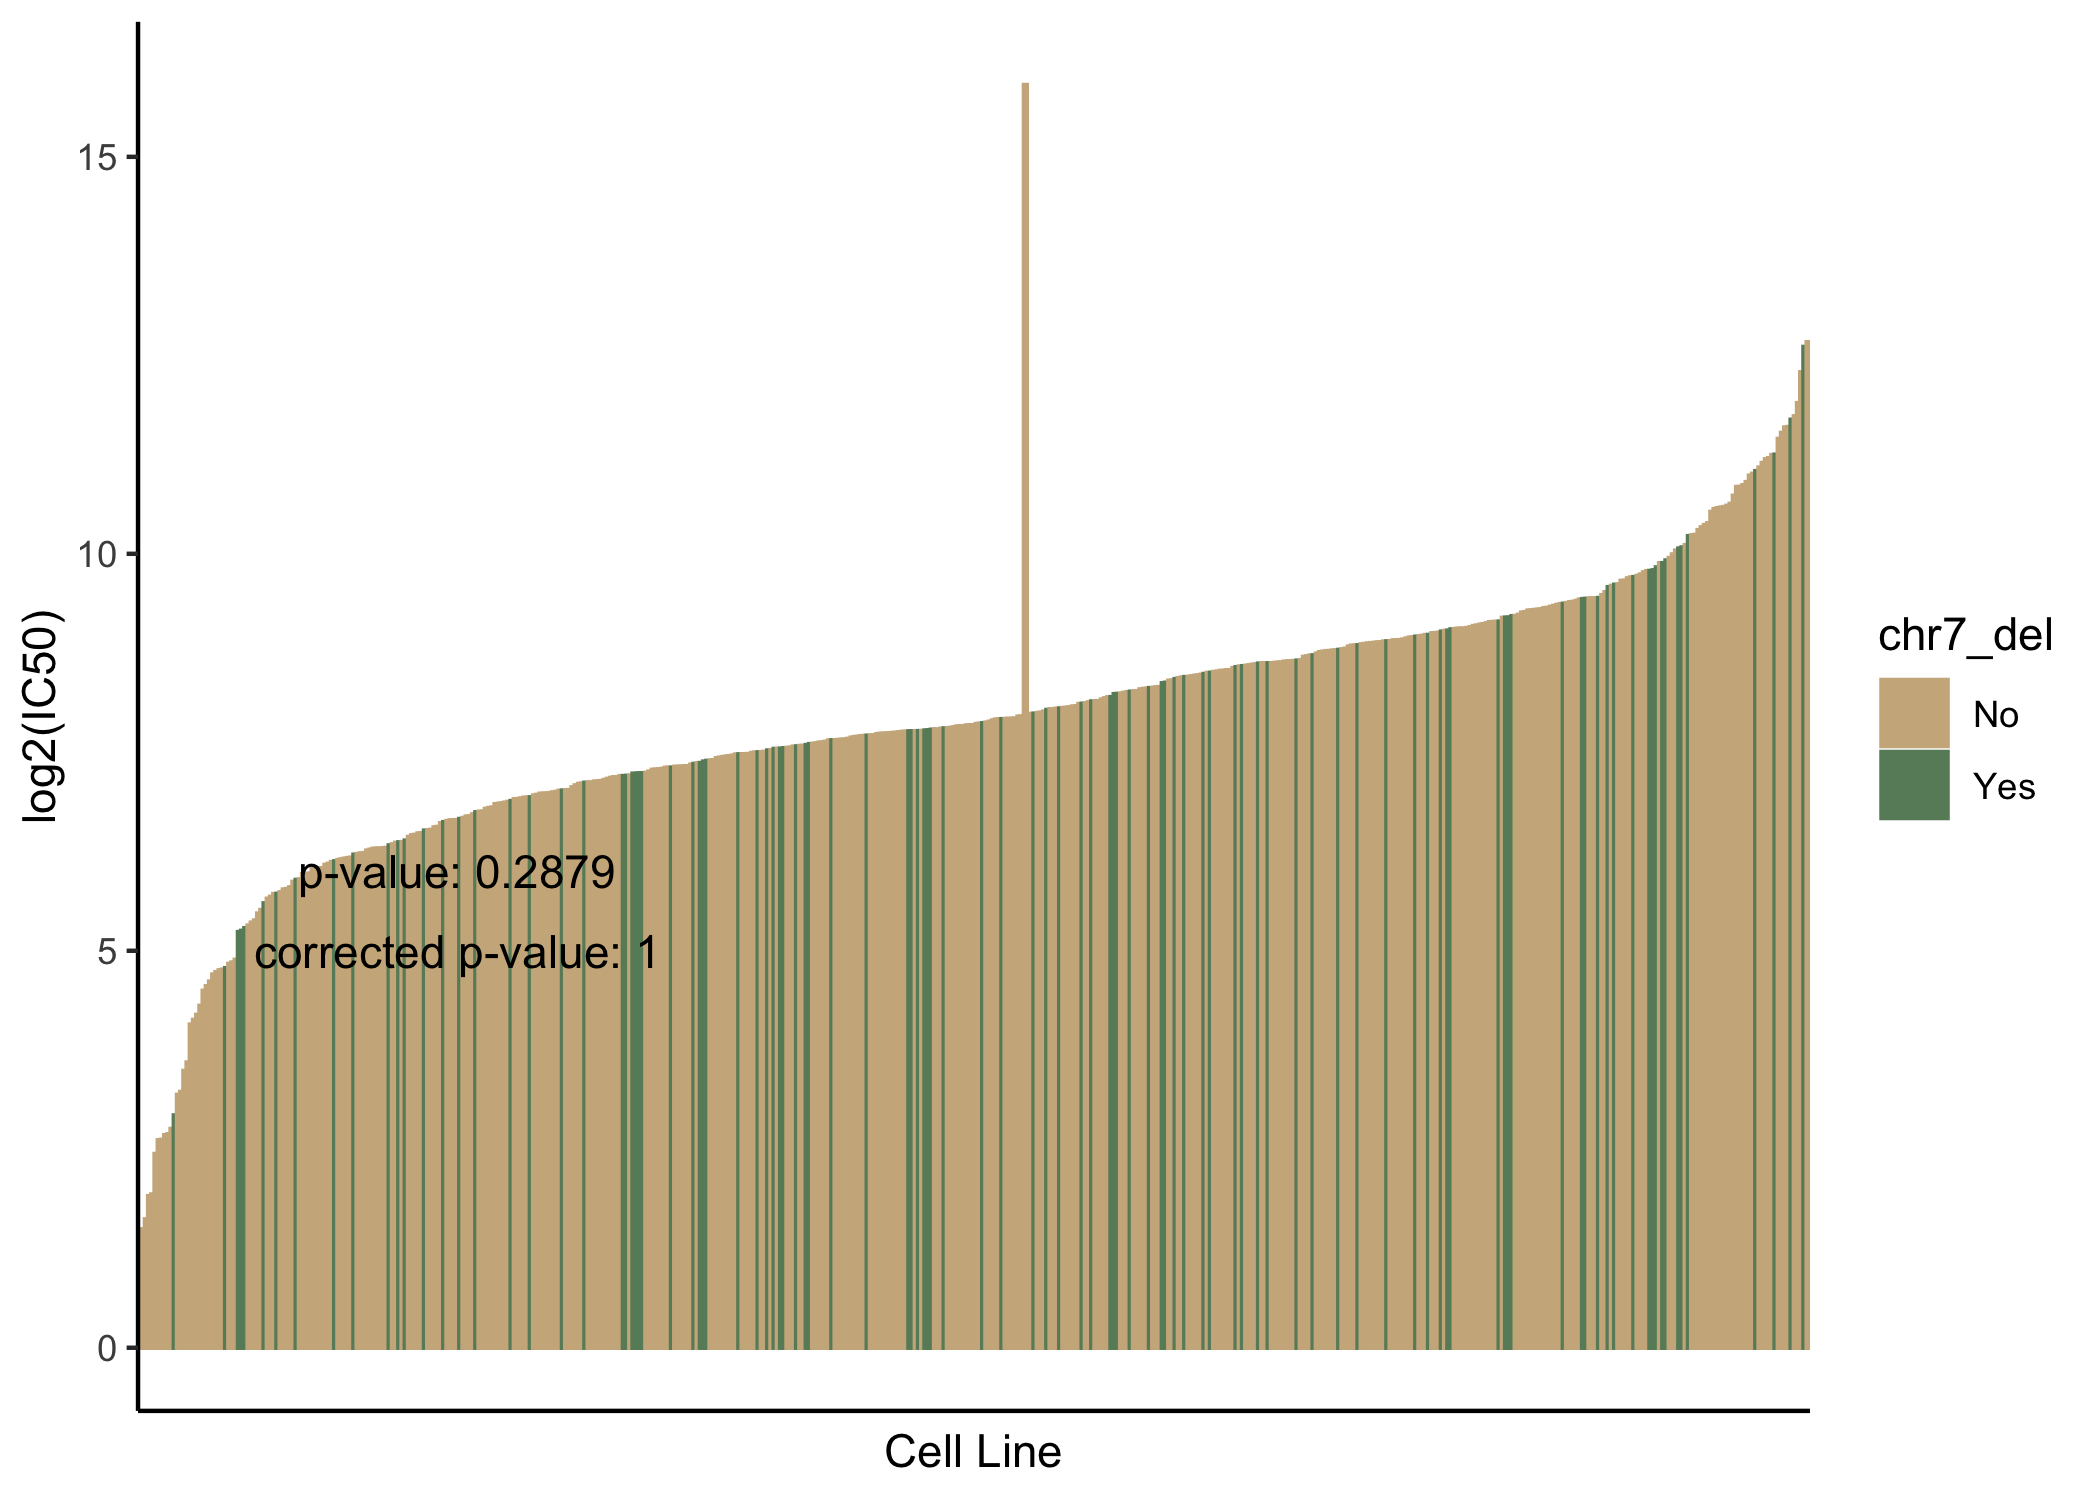 15
10
5
0
log2(IC50)
p-value: 0.2879
corrected p-value: 1
Cell Line
chr7_del
No
Yes